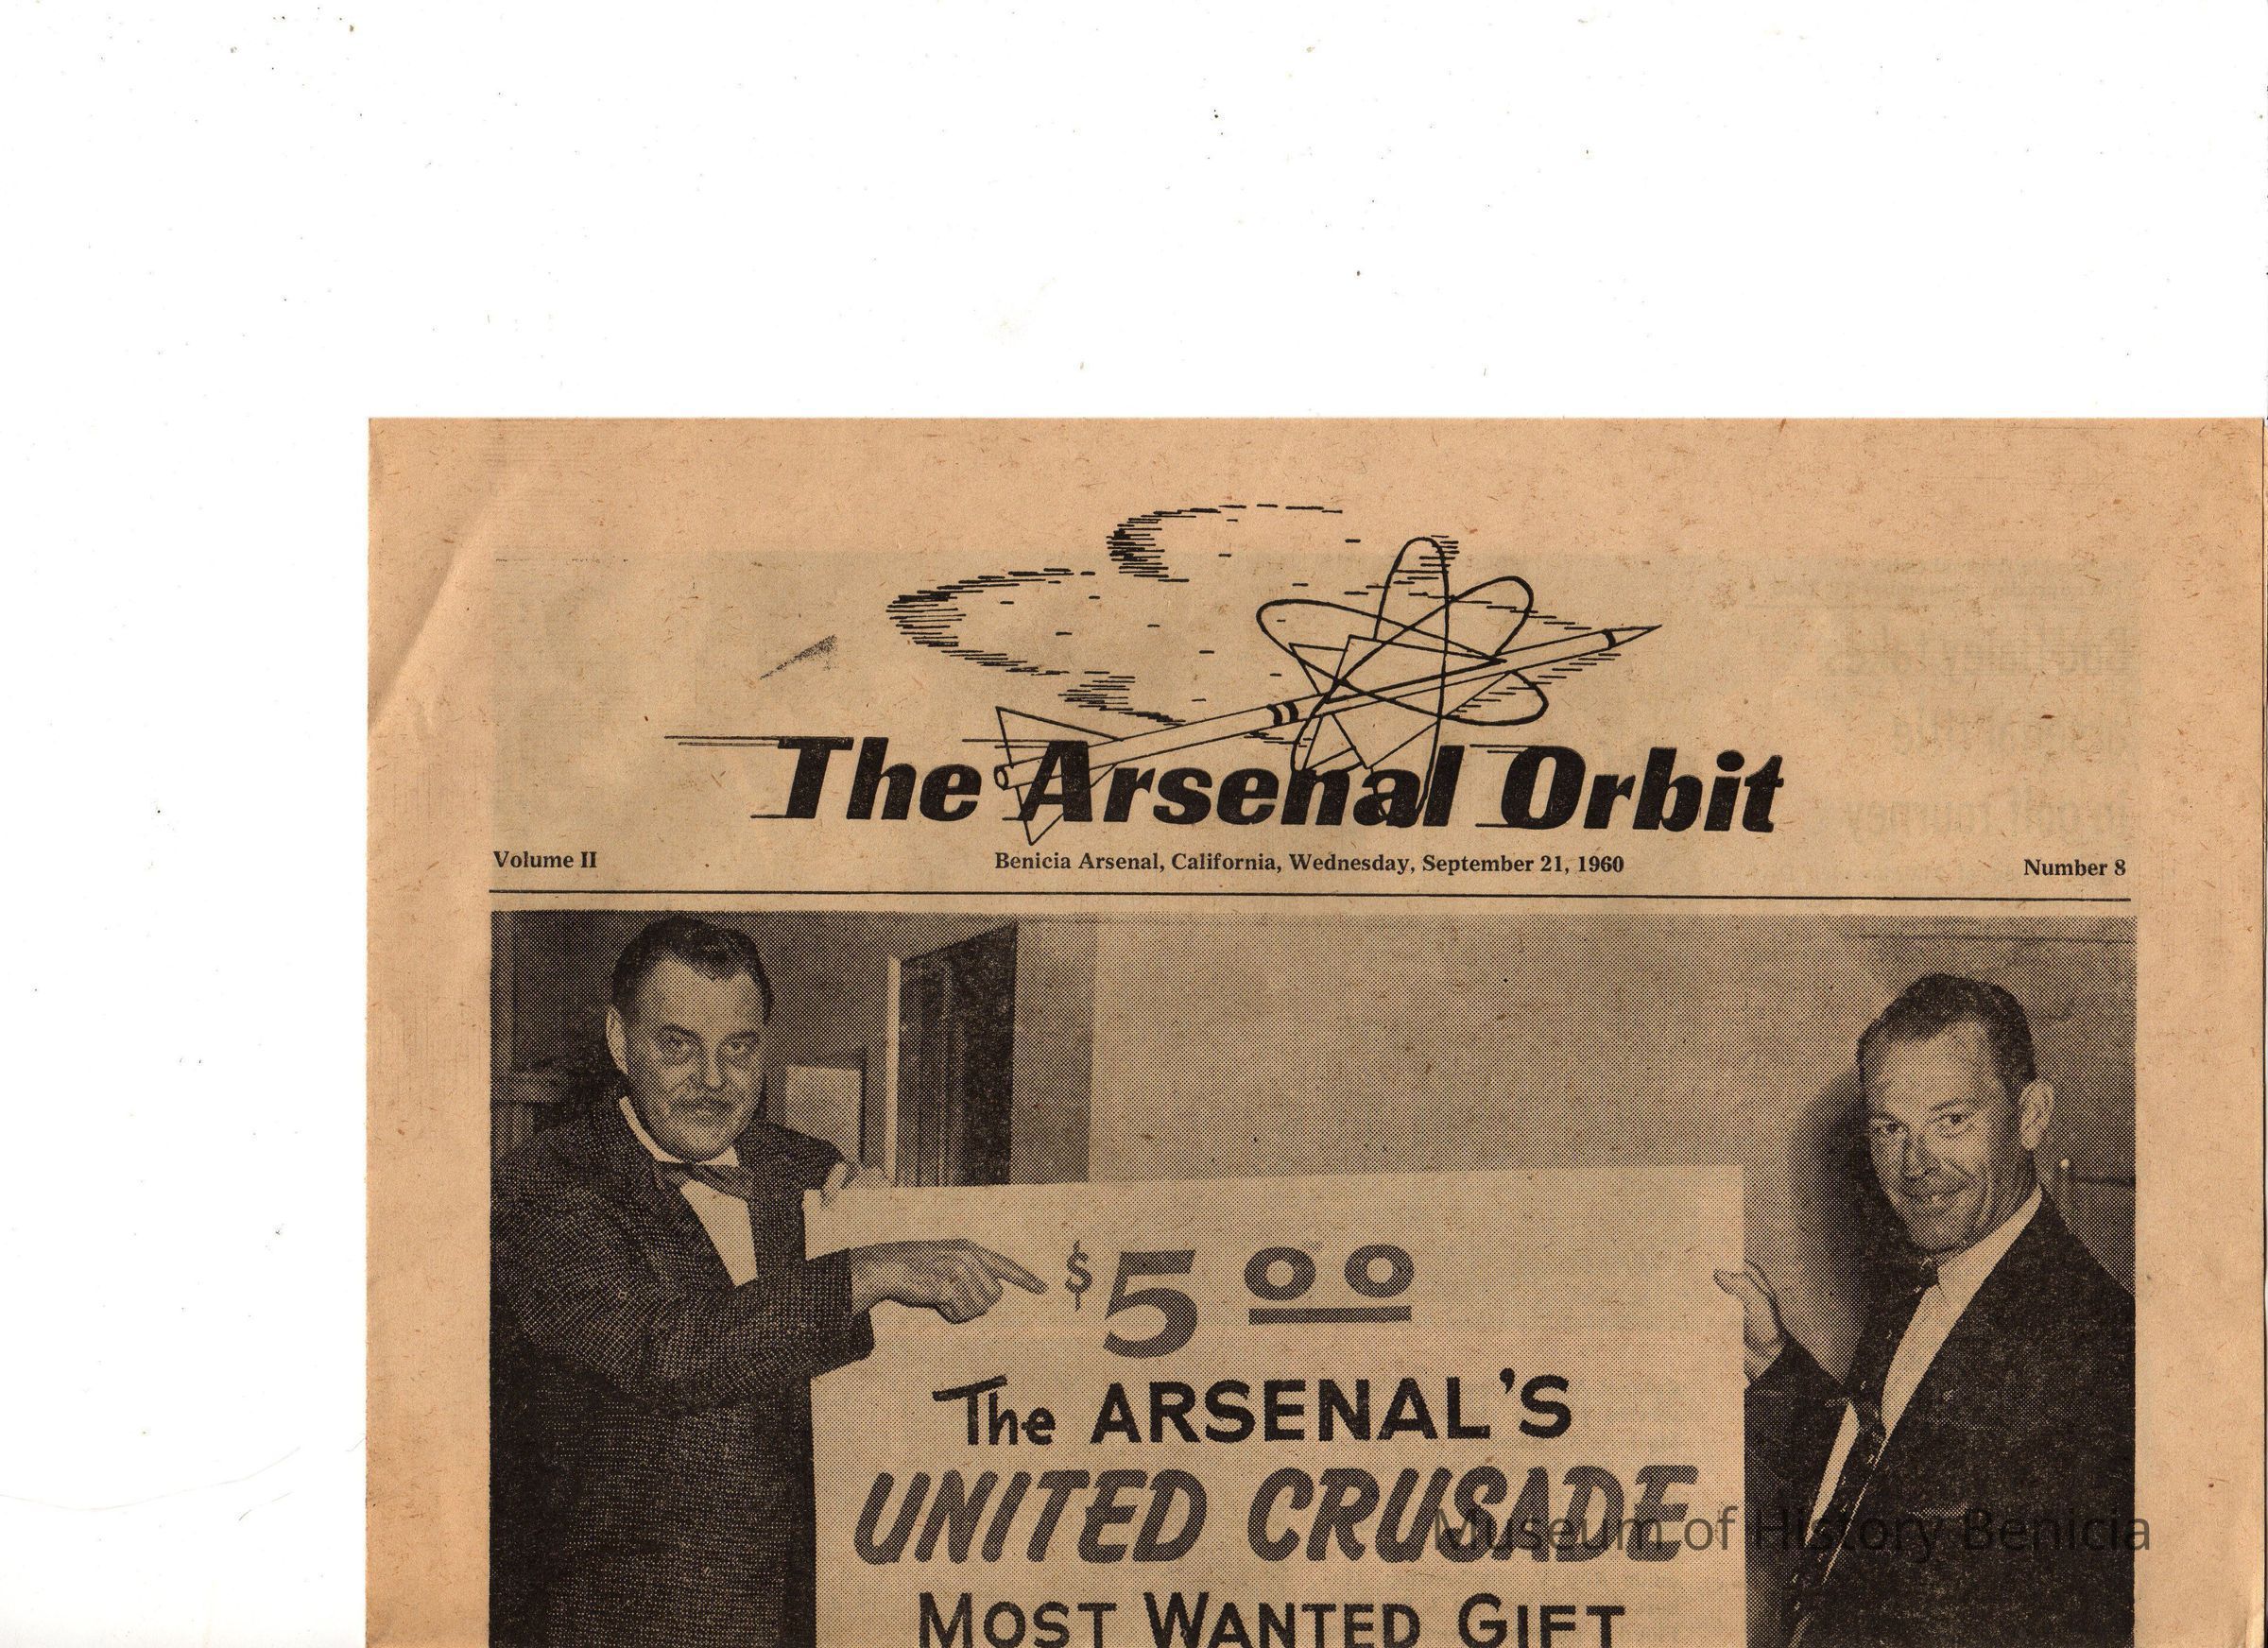 The Arsenal Orbit
Volume II
Benicia Arsenal, California, Wednesday, September 21, 1960
Number 8
$5 00
The ARSENAL'S
UNITED CRUSADE
MOST WANTED GIFT
Museum of History Benicia